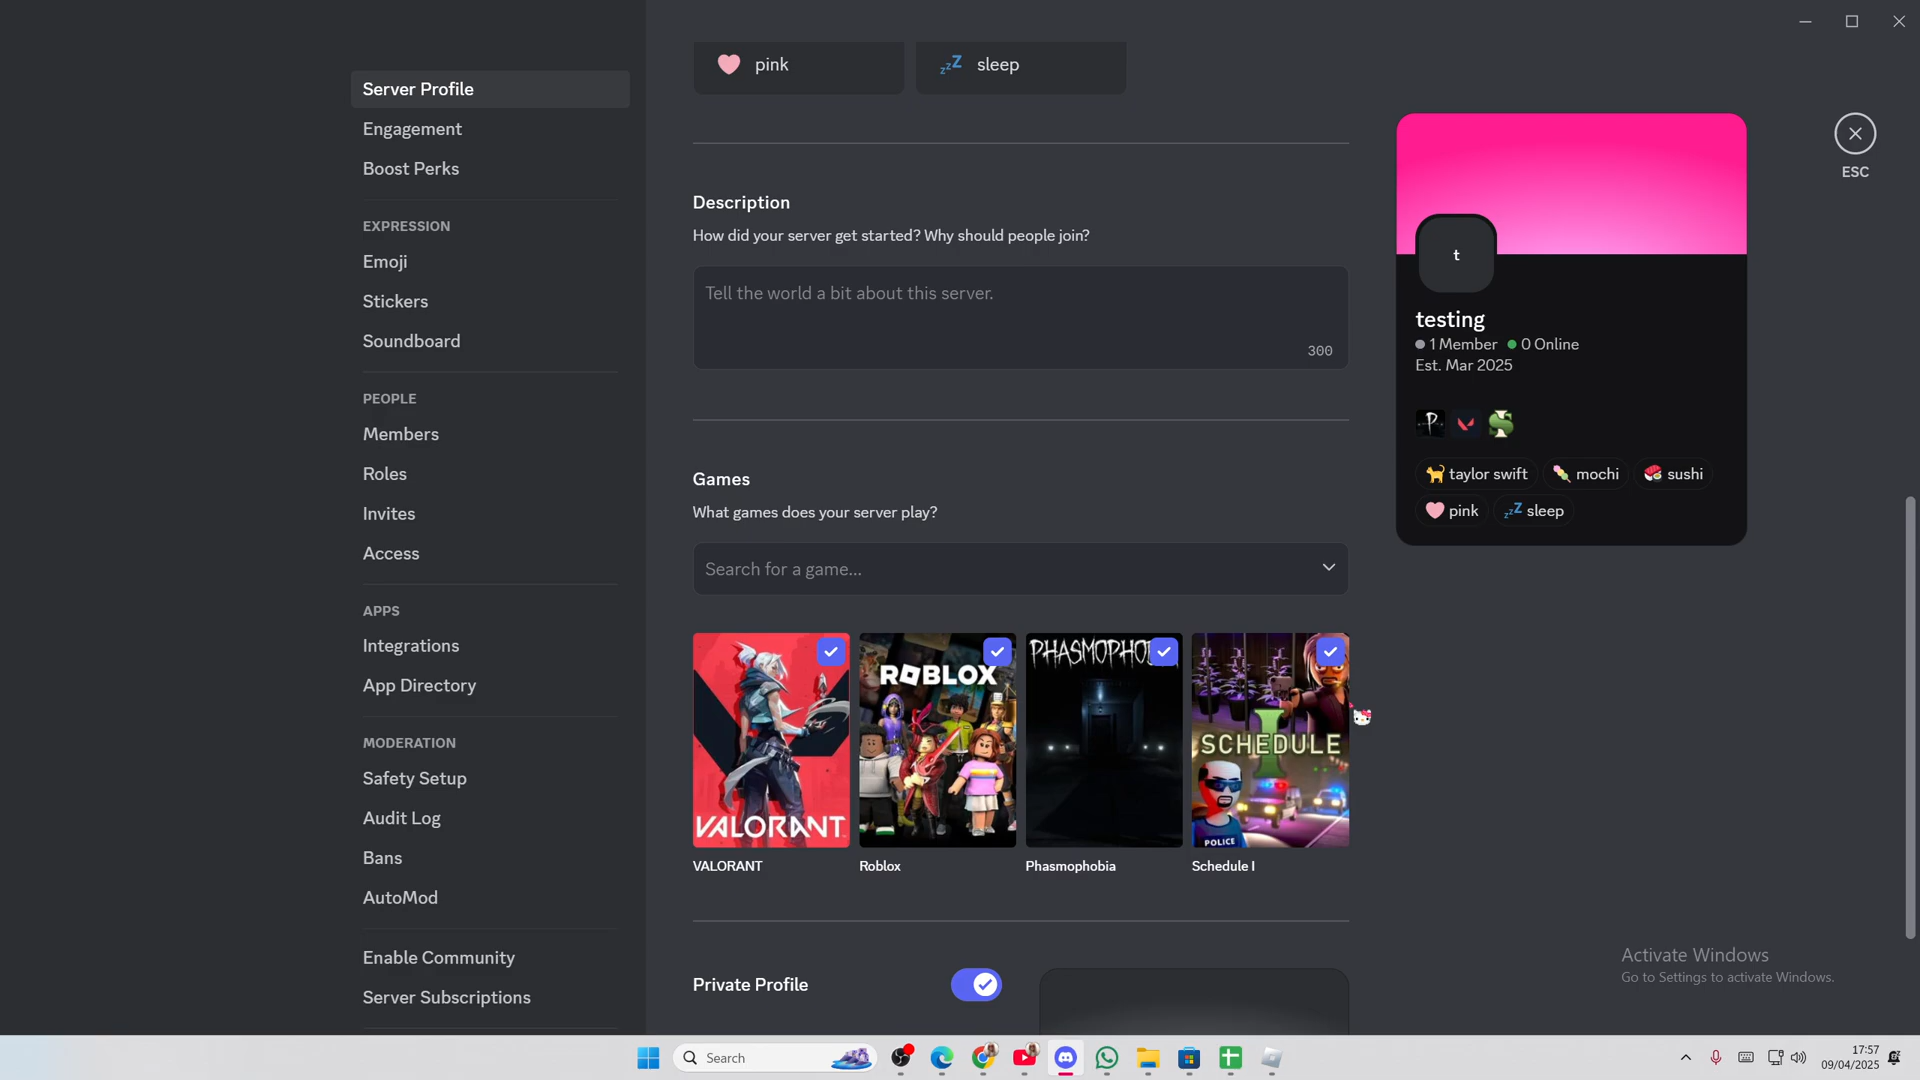 Server Profile
Engagement
Boost Perks
EXPRESSION
Emoji
Stickers
Soundboard
PEOPLE
Members
Roles
Invites
Access
APPS
Integrations
App Directory
MODERATION
Safety Setup
Audit Log
Bans
AutoMod
Enable Community
Server Subscriptions
pink
sleep
Description
How did your server get started? Why should people join?
Tell the world a bit about this server.
300
Games
What games does your server play?
Search for a game...
VALORANT
ROBLOX
PHASMOPHO
SCHEDULE
I
POLICE
VALORANT
Roblox
Phasmophobia
Schedule I
Private Profile
ESC
t
testing
1 Member 0 Online
Est. Mar 2025
taylor swift
mochi
sushi
pink
sleep
Activate Windows
Go to Settings to activate Windows.
Search
17:57
09/04/2025